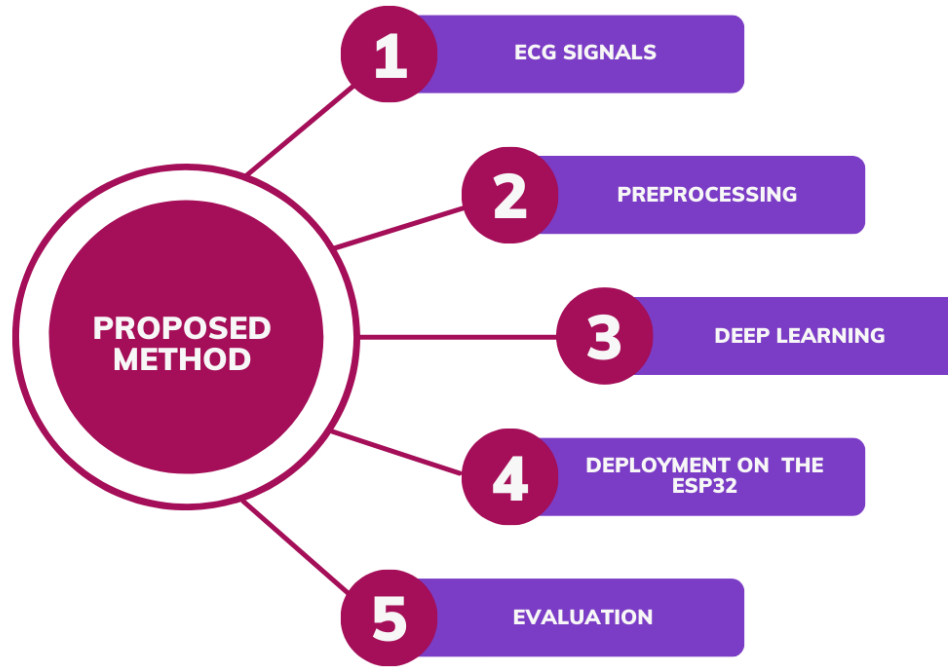 1
ECG SIGNALS
2
PREPROCESSING
PROPOSED
METHOD
3
DEEP LEARNING
4
DEPLOYMENT ON THE
ESP32
5
EVALUATION